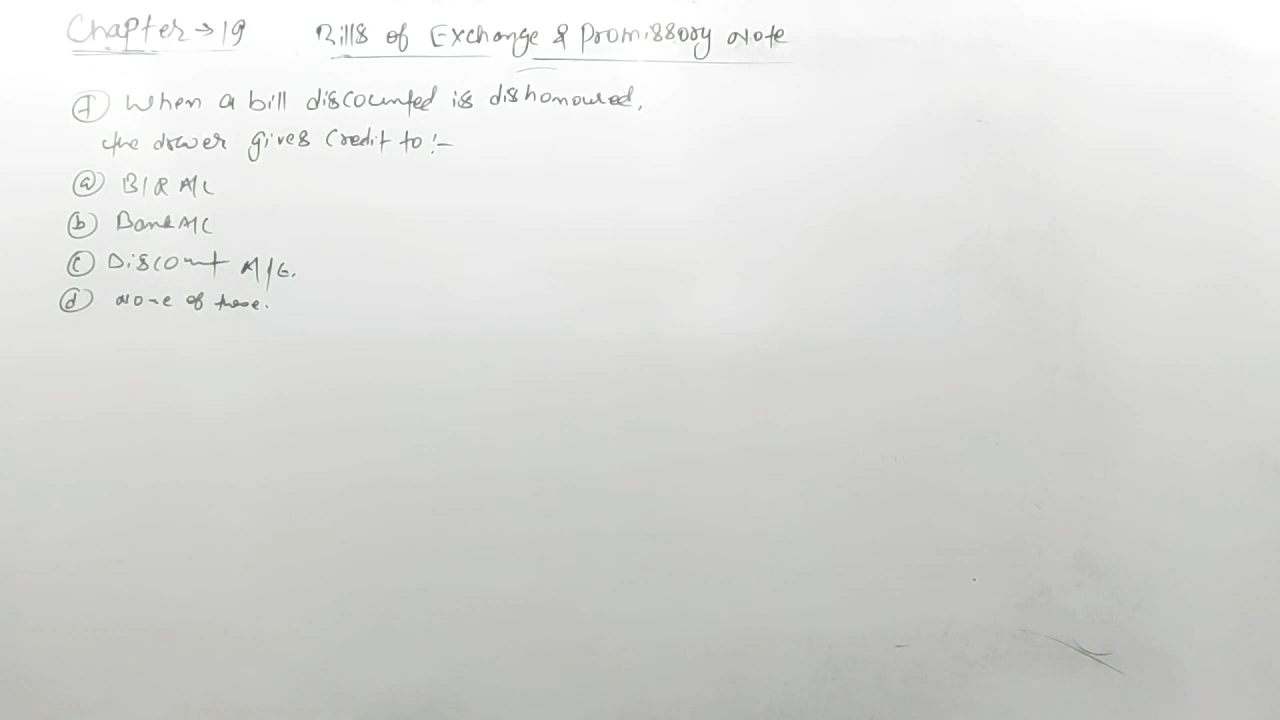 Chapter → 19 Bills of Exchange & Promissory Note
① When a bill discounted is dishonoured,
the drawer gives credit to :-
ⓐ B/R A/C
ⓑ Bank A/C
ⓒ Discount A/C.
ⓓ None of these.